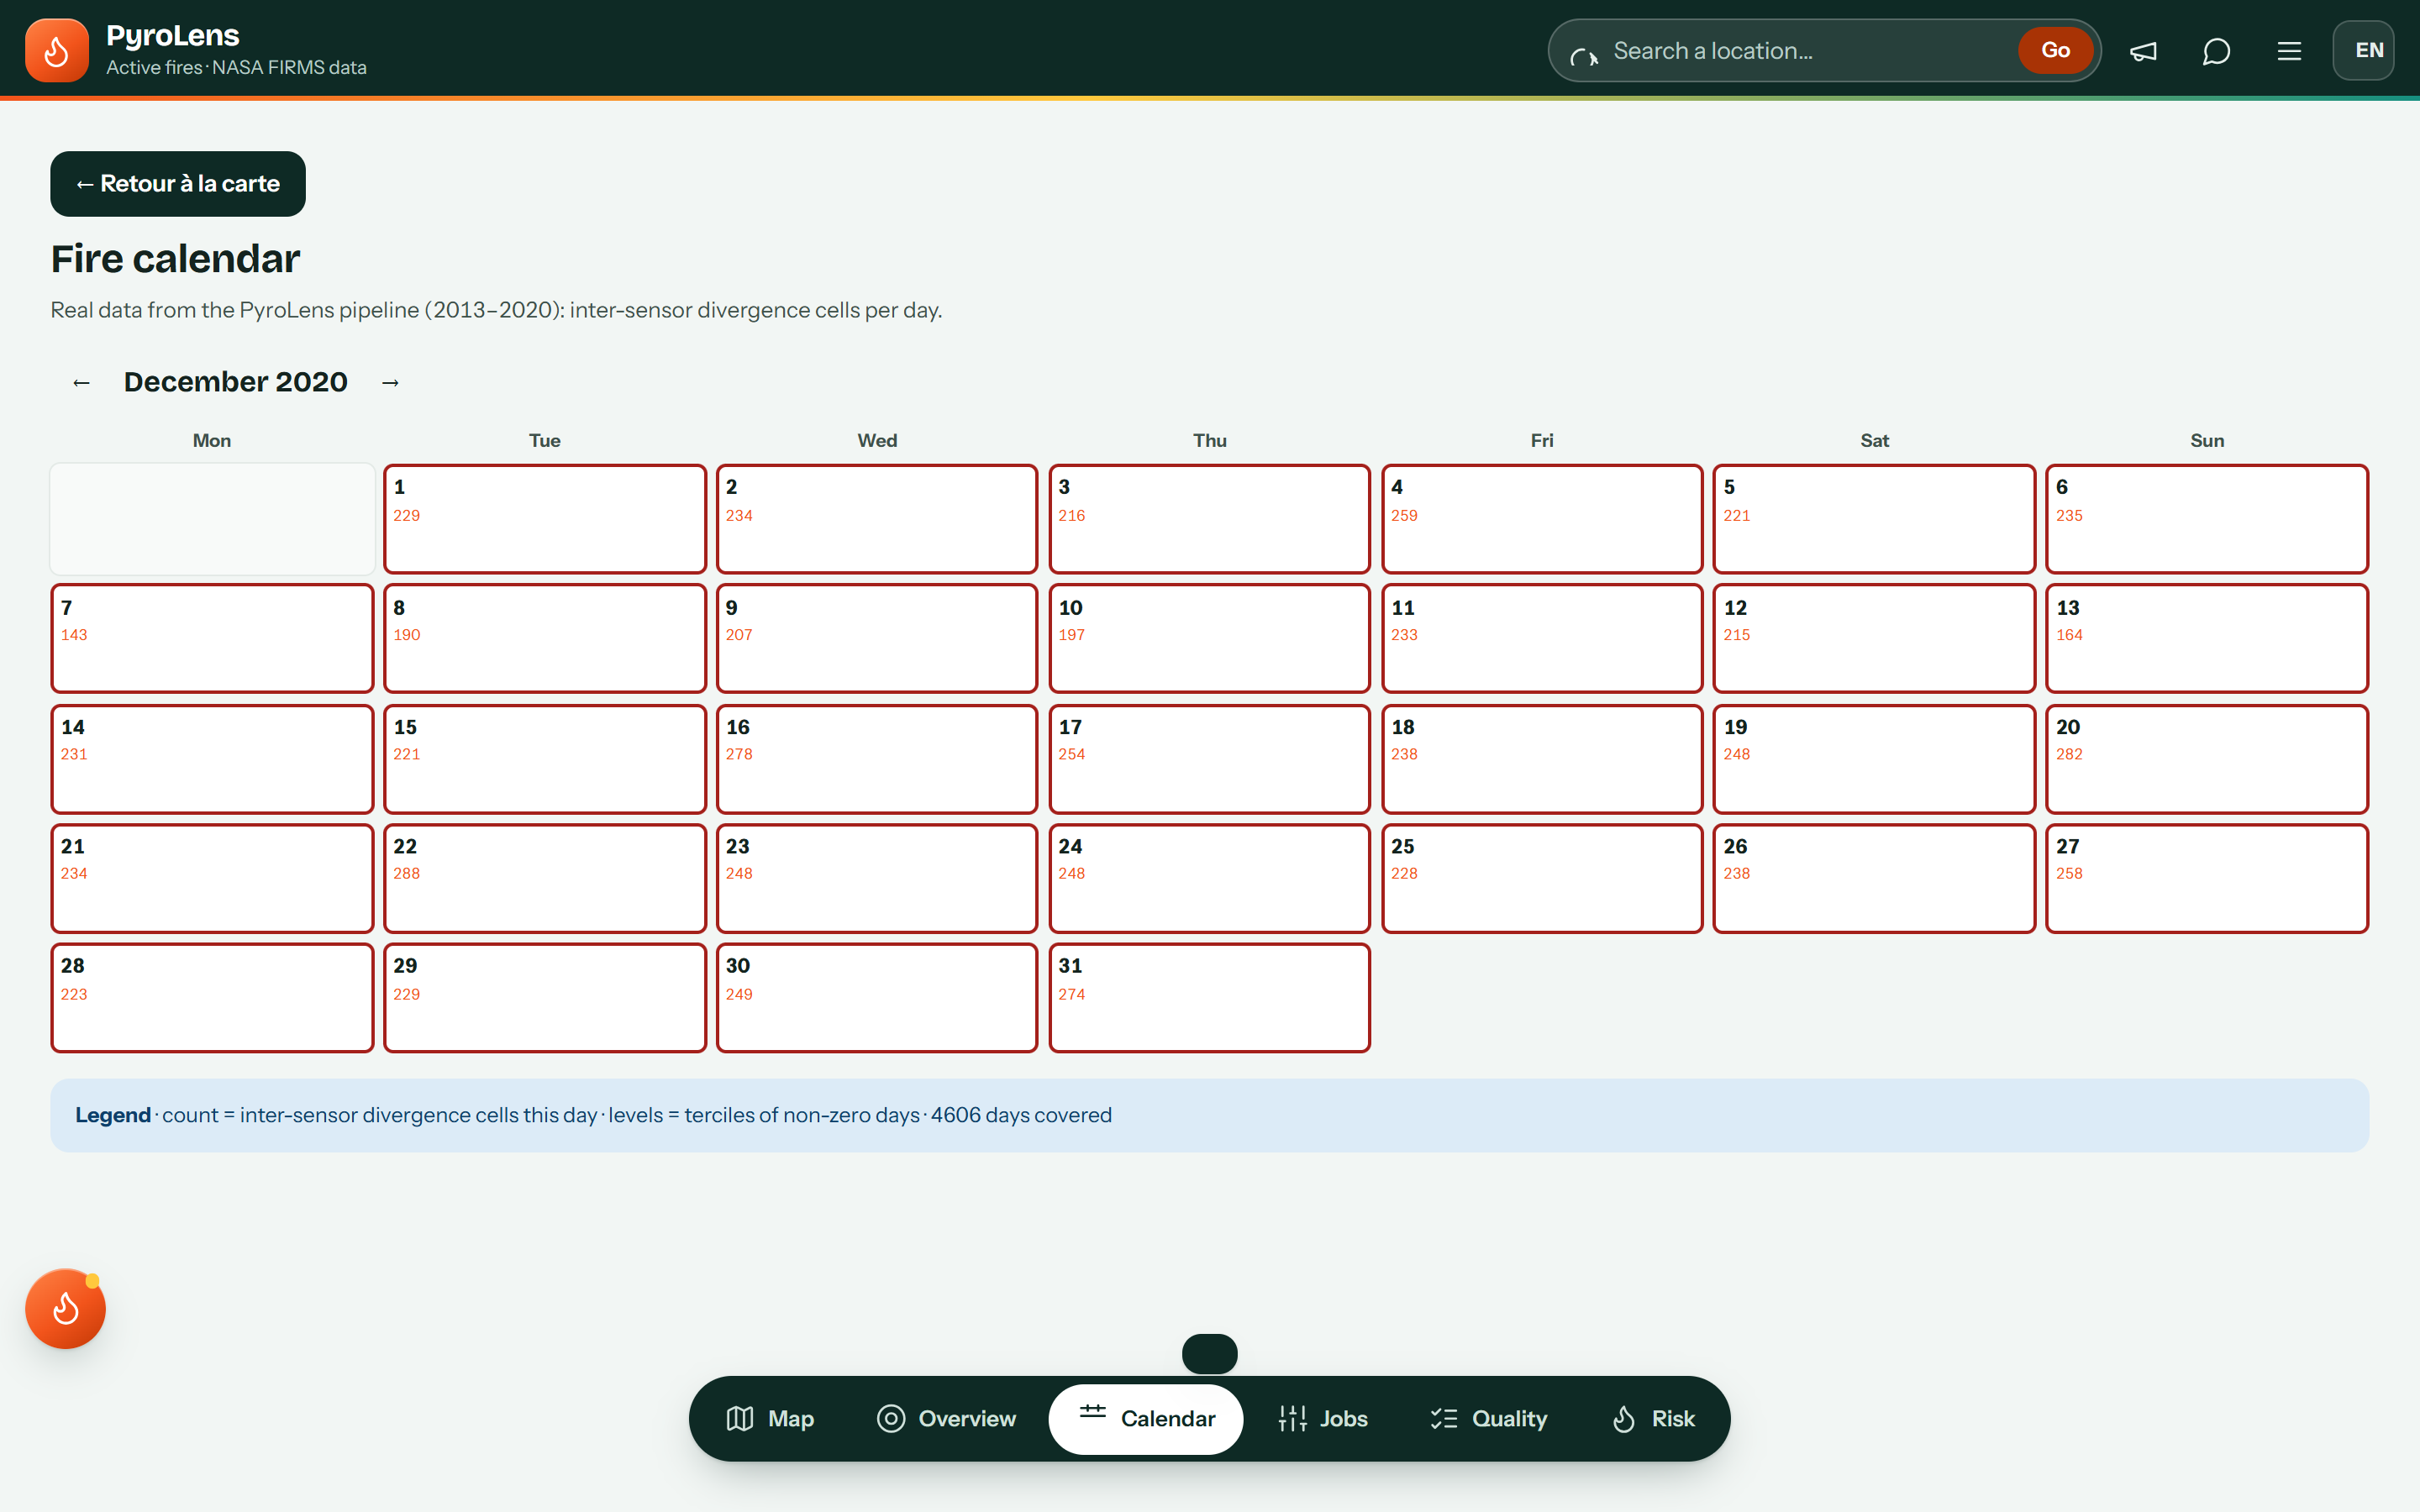 PyroLens
Active fires · NASA FIRMS data
Search a location...
Go
EN
← Retour à la carte
Fire calendar
Real data from the PyroLens pipeline (2013–2020): inter-sensor divergence cells per day.
← December 2020 →
Mon Tue Wed Thu Fri Sat Sun
1 2 3 4 5 6
229 234 216 259 221 235
7 8 9 10 11 12 13
143 190 207 197 233 215 164
14 15 16 17 18 19 20
231 221 278 254 238 248 282
21 22 23 24 25 26 27
234 288 248 248 228 238 258
28 29 30 31
223 229 249 274
Legend · count = inter-sensor divergence cells this day · levels = terciles of non-zero days · 4606 days covered
Map Overview Calendar Jobs Quality Risk